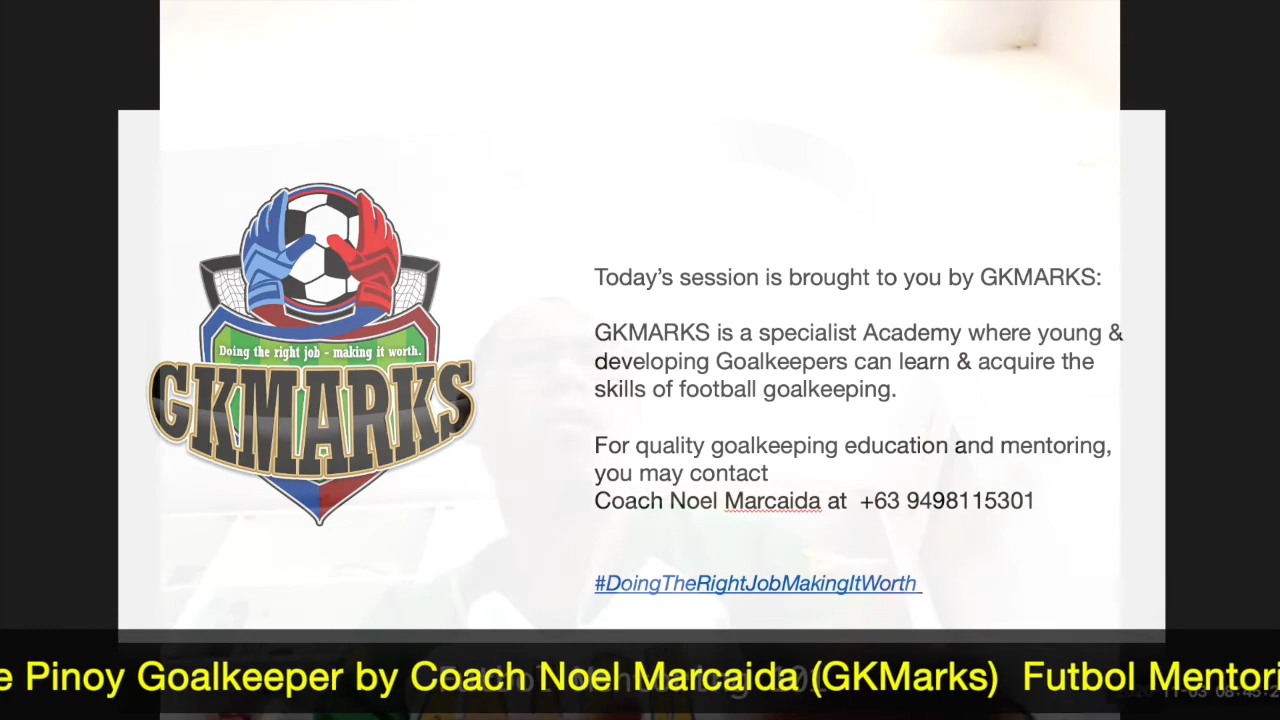 Doing the right job - making it worth.
GKMARKS
Today's session is brought to you by GKMARKS:
GKMARKS is a specialist Academy where young &
developing Goalkeepers can learn & acquire the
skills of football goalkeeping.
For quality goalkeeping education and mentoring,
you may contact
Coach Noel Marcaida at +63 9498115301
#DoingTheRightJobMakingItWorth
Pinoy Goalkeeper by Coach Noel Marcaida (GKMarks) Futbol Mentori